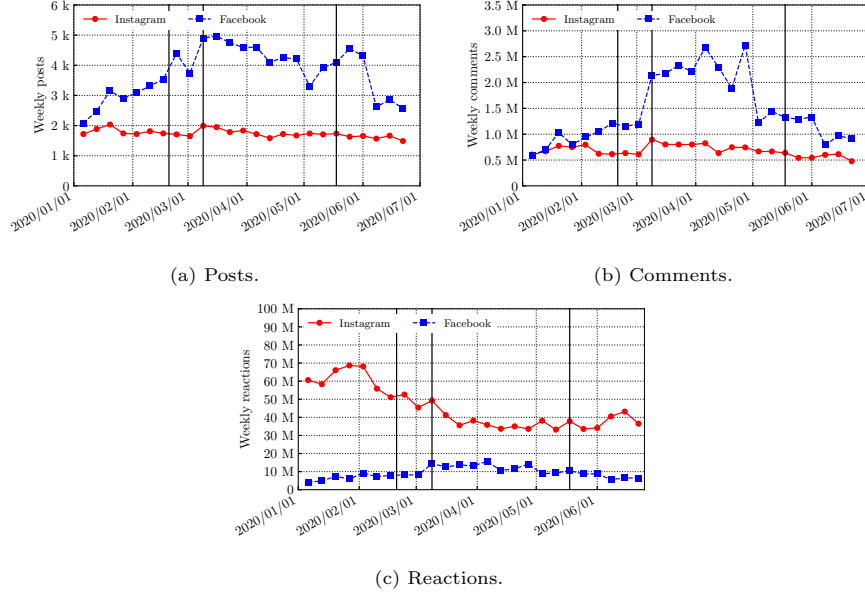 6 k
5 k
4 k
3 k
2 k
1 k
0
Weekly posts
Instagram
Facebook
2020/01/01
2020/02/01
2020/03/01
2020/04/01
2020/05/01
2020/06/01
2020/07/01
(a) Posts.
3.5 M
3.0 M
2.5 M
2.0 M
1.5 M
1.0 M
0.5 M
0
Weekly comments
Instagram
Facebook
2020/01/01
2020/02/01
2020/03/01
2020/04/01
2020/05/01
2020/06/01
2020/07/01
(b) Comments.
100 M
90 M
80 M
70 M
60 M
50 M
40 M
30 M
20 M
10 M
0
Weekly reactions
Instagram
Facebook
2020/01/01
2020/02/01
2020/03/01
2020/04/01
2020/05/01
2020/06/01
(c) Reactions.